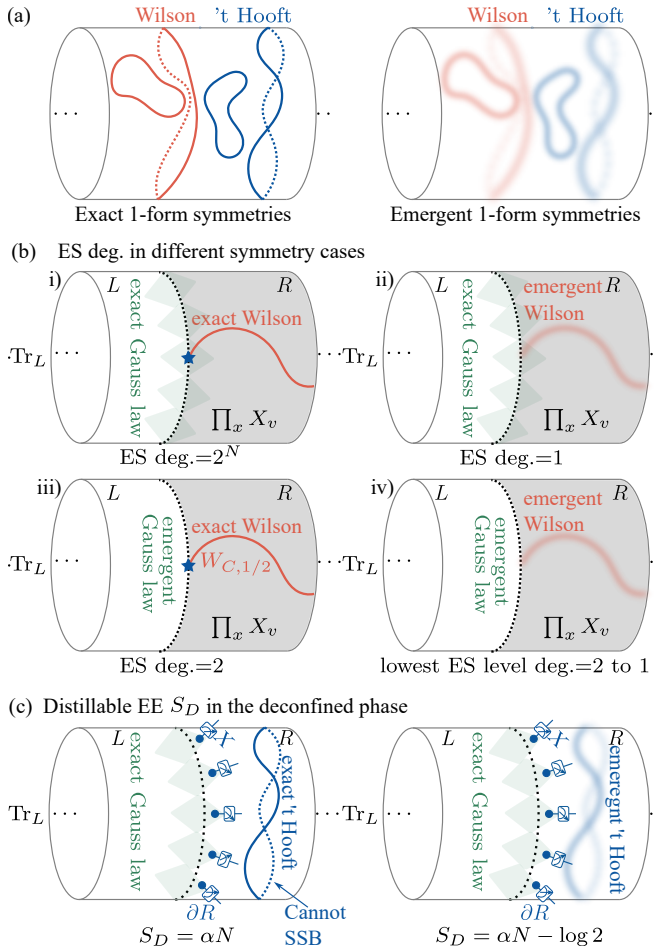 (a)
Wilson 't Hooft
· · ·
· ·
· · ·
·
Exact 1-form symmetries
Emergent 1-form symmetries
(b) ES deg. in different symmetry cases
i)
L
R
exact Gauss law
exact Wilson
·Tr_L · · ·
∏_x X_v
ES deg.=2^N
ii)
L
R
exact Gauss law
emergent
Wilson
· · · Tr_L · · ·
∏_x X_v
·
ES deg.=1
iii)
L
R
emergent
Gauss law
exact Wilson
W_{C,1/2}
·Tr_L · · ·
∏_x X_v
ES deg.=2
iv)
L
R
emergent
Gauss law
emergent
Wilson
· · · Tr_L · · ·
∏_x X_v
·
lowest ES level deg.=2 to 1
(c) Distillable EE S_D in the deconfined phase
L
R
X
exact Gauss law
exact 't Hooft
Tr_L · · ·
∂R
Cannot
SSB
S_D = αN
L
R
X
exact Gauss law
emeregnt 't Hooft
· · · Tr_L · · ·
·
∂R
S_D = αN − log 2